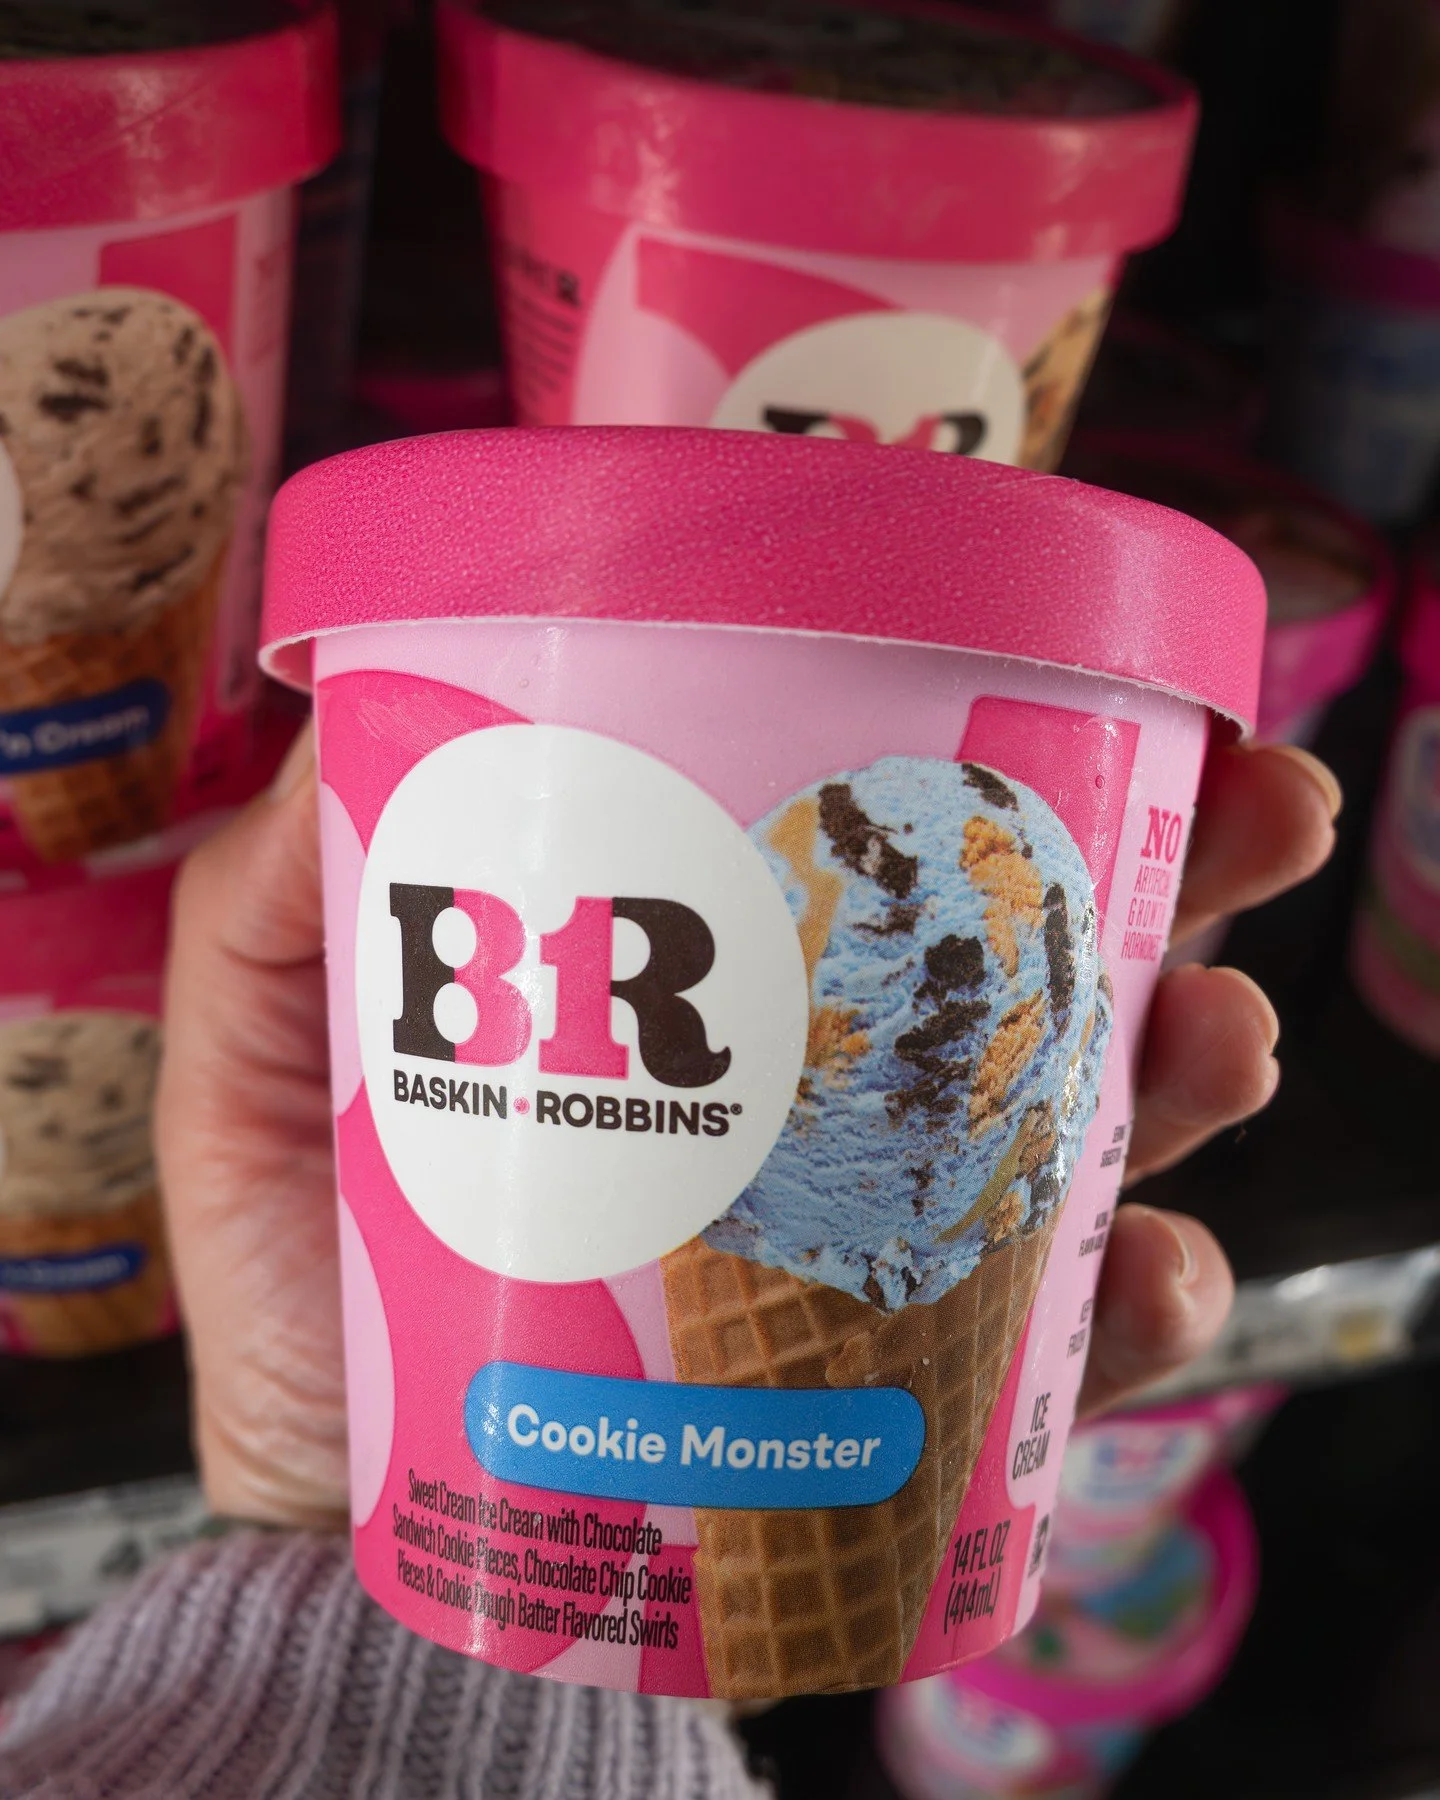 BR
BASKIN • ROBBINS®
Cookie Monster
Sweet Cream Ice Cream with Chocolate
Sandwich Cookie Pieces, Chocolate Chip Cookie
Pieces & Cookie Dough Batter Flavored Swirls
NO
ARTIFICIAL
GROWTH
HORMONES
ICE
CREAM
14 FL OZ
(414mL)
'n Cream